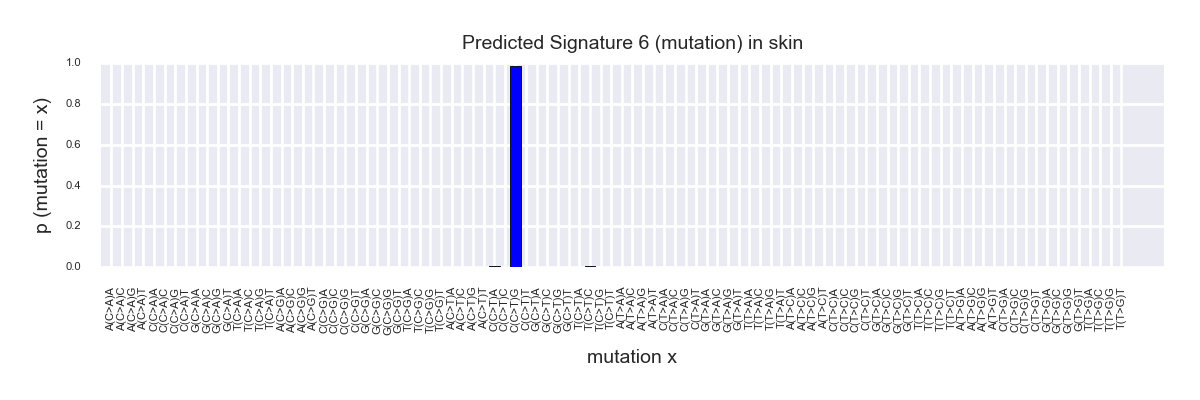 Predicted Signature 6 (mutation) in skin
p (mutation = x)
1.0
0.8
0.6
0.4
0.2
0.0
A(C>A)A
A(C>A)C
A(C>A)G
A(C>A)T
C(C>A)A
C(C>A)C
C(C>A)G
C(C>A)T
G(C>A)A
G(C>A)C
G(C>A)G
G(C>A)T
T(C>A)A
T(C>A)C
T(C>A)G
T(C>A)T
A(C>G)A
A(C>G)C
A(C>G)G
A(C>G)T
C(C>G)A
C(C>G)C
C(C>G)G
C(C>G)T
G(C>G)A
G(C>G)C
G(C>G)G
G(C>G)T
T(C>G)A
T(C>G)C
T(C>G)G
T(C>G)T
A(C>T)A
A(C>T)C
A(C>T)G
A(C>T)T
C(C>T)A
C(C>T)C
C(C>T)G
C(C>T)T
G(C>T)A
G(C>T)C
G(C>T)G
G(C>T)T
T(C>T)A
T(C>T)C
T(C>T)G
T(C>T)T
A(T>A)A
A(T>A)C
A(T>A)G
A(T>A)T
C(T>A)A
C(T>A)C
C(T>A)G
C(T>A)T
G(T>A)A
G(T>A)C
G(T>A)G
G(T>A)T
T(T>A)A
T(T>A)C
T(T>A)G
T(T>A)T
A(T>C)A
A(T>C)C
A(T>C)G
A(T>C)T
C(T>C)A
C(T>C)C
C(T>C)G
C(T>C)T
G(T>C)A
G(T>C)C
G(T>C)G
G(T>C)T
T(T>C)A
T(T>C)C
T(T>C)G
T(T>C)T
A(T>G)A
A(T>G)C
A(T>G)G
A(T>G)T
C(T>G)A
C(T>G)C
C(T>G)G
C(T>G)T
G(T>G)A
G(T>G)C
G(T>G)G
G(T>G)T
T(T>G)A
T(T>G)C
T(T>G)G
T(T>G)T
mutation x